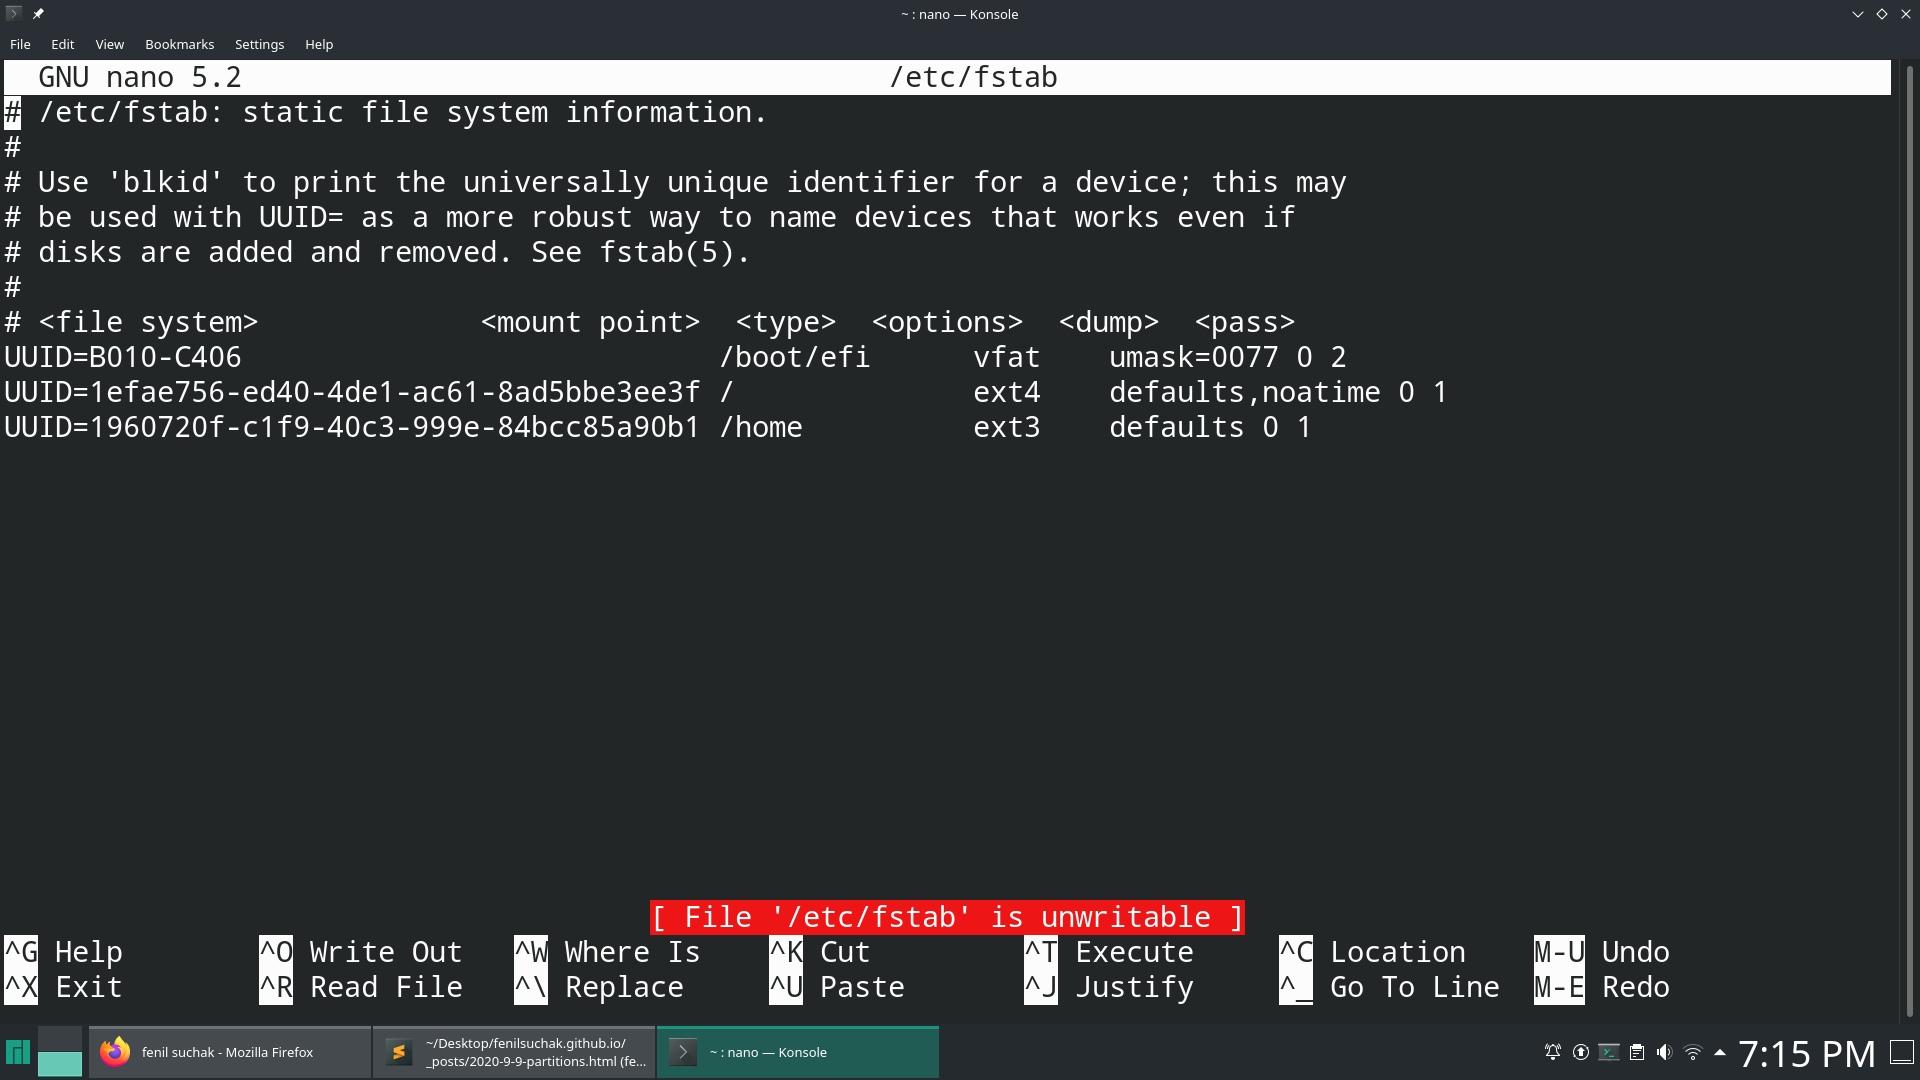 ~ : nano — Konsole
File Edit View Bookmarks Settings Help
GNU nano 5.2 /etc/fstab
# /etc/fstab: static file system information.
#
# Use 'blkid' to print the universally unique identifier for a device; this may
# be used with UUID= as a more robust way to name devices that works even if
# disks are added and removed. See fstab(5).
#
# <file system> <mount point> <type> <options> <dump> <pass>
UUID=B010-C406 /boot/efi vfat umask=0077 0 2
UUID=1efae756-ed40-4de1-ac61-8ad5bbe3ee3f / ext4 defaults,noatime 0 1
UUID=1960720f-c1f9-40c3-999e-84bcc85a90b1 /home ext3 defaults 0 1
[ File '/etc/fstab' is unwritable ]
^G Help ^O Write Out ^W Where Is ^K Cut ^T Execute ^C Location M-U Undo
^X Exit ^R Read File ^\ Replace ^U Paste ^J Justify ^_ Go To Line M-E Redo
fenil suchak - Mozilla Firefox
~/Desktop/fenilsuchak.github.io/
_posts/2020-9-9-partitions.html (fe...
~ : nano — Konsole
7:15 PM